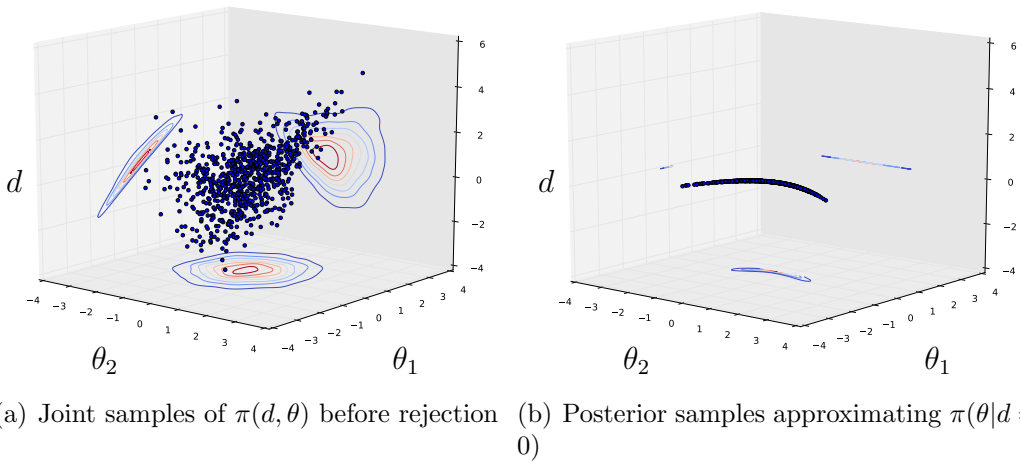 6
4
2
0
−2
−4
d
−4 −3 −2 −1 0 1 2 3 4
θ2
−4 −3 −2 −1 0 1 2 3 4
θ1
6
4
2
0
−2
−4
d
−4 −3 −2 −1 0 1 2 3 4
θ2
−4 −3 −2 −1 0 1 2 3 4
θ1
a) Joint samples of π(d, θ) before rejection
(b) Posterior samples approximating π(θ|d =
0)